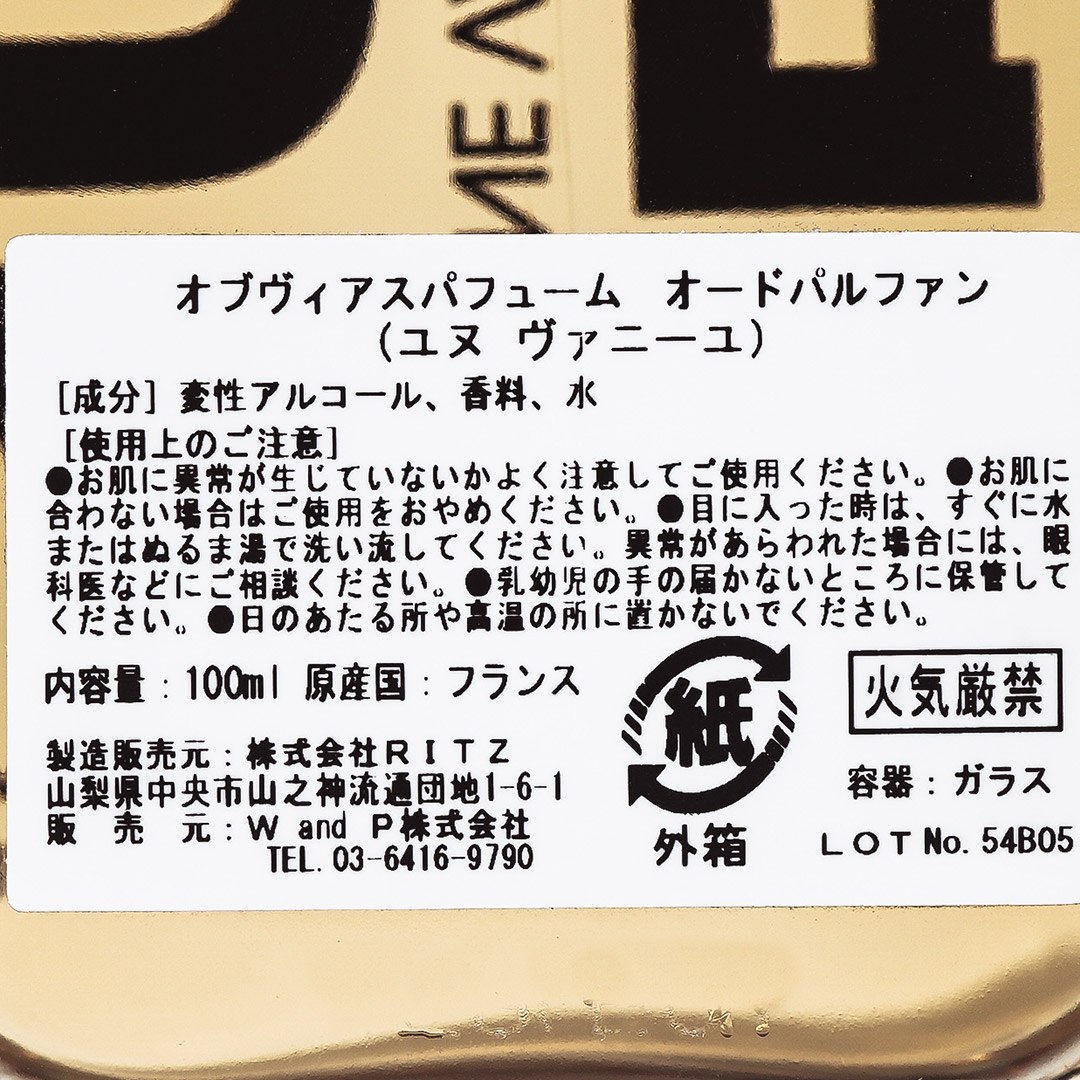 オブヴィアスパフューム オードパルファン
(ユヌ ヴァニーユ)
[成分] 変性アルコール、香料、水
[使用上のご注意]
●お肌に異常が生じていないかよく注意してご使用ください。●お肌に
合わない場合はご使用をおやめください。●目に入った時は、すぐに水
またはぬるま湯で洗い流してください。異常があらわれた場合には、眼
科医などにご相談ください。●乳幼児の手の届かないところに保管して
ください。●日のあたる所や高温の所に置かないでください。
内容量:100ml 原産国:フランス
紙
外箱
火気厳禁
製造販売元:株式会社RITZ
山梨県中央市山之神流通団地1-6-1
販 売 元:W and P株式会社
TEL. 03-6416-9790
容器:ガラス
LOT No. 54B05